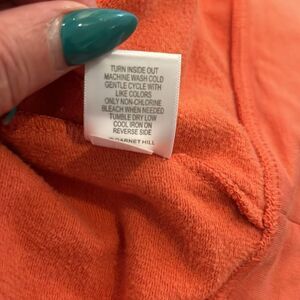 TURN INSIDE OUT
MACHINE WASH COLD
GENTLE CYCLE WITH
LIKE COLORS
ONLY NON-CHLORINE
BLEACH WHEN NEEDED
TUMBLE DRY LOW
COOL IRON ON
REVERSE SIDE
GARNET HILL